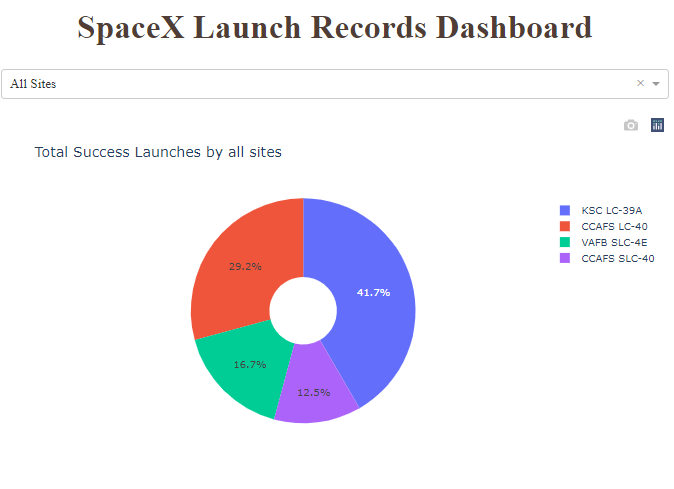 SpaceX Launch Records Dashboard
All Sites
Total Success Launches by all sites
KSC LC-39A
CCAFS LC-40
VAFB SLC-4E
CCAFS SLC-40
29.2%
41.7%
16.7%
12.5%